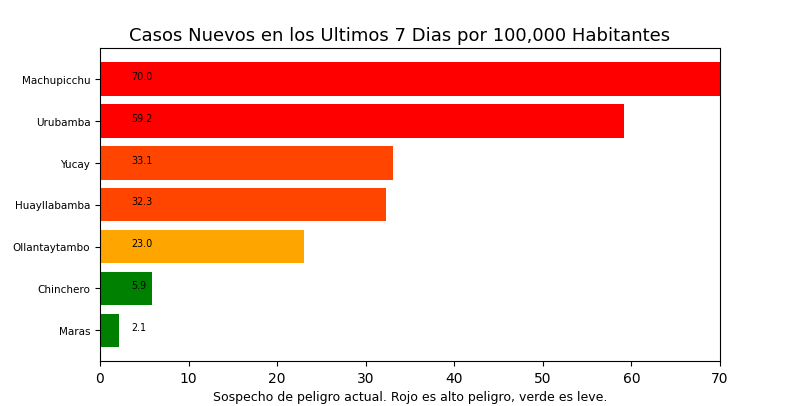 Casos Nuevos en los Ultimos 7 Dias por 100,000 Habitantes
Machupicchu 70.0
Urubamba 59.2
Yucay 33.1
Huayllabamba 32.3
Ollantaytambo 23.0
Chinchero 5.9
Maras 2.1
0 10 20 30 40 50 60 70
Sospecho de peligro actual. Rojo es alto peligro, verde es leve.